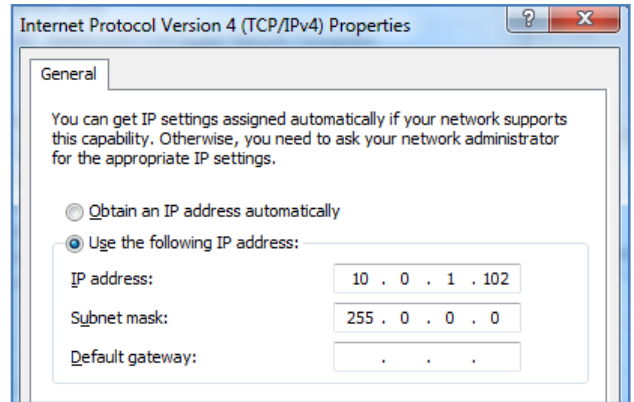 Internet Protocol Version 4 (TCP/IPv4) Properties
?
X
General
You can get IP settings assigned automatically if your network supports
this capability. Otherwise, you need to ask your network administrator
for the appropriate IP settings.
Obtain an IP address automatically
Use the following IP address:
IP address: 10 . 0 . 1 . 102
Subnet mask: 255 . 0 . 0 . 0
Default gateway: . . .